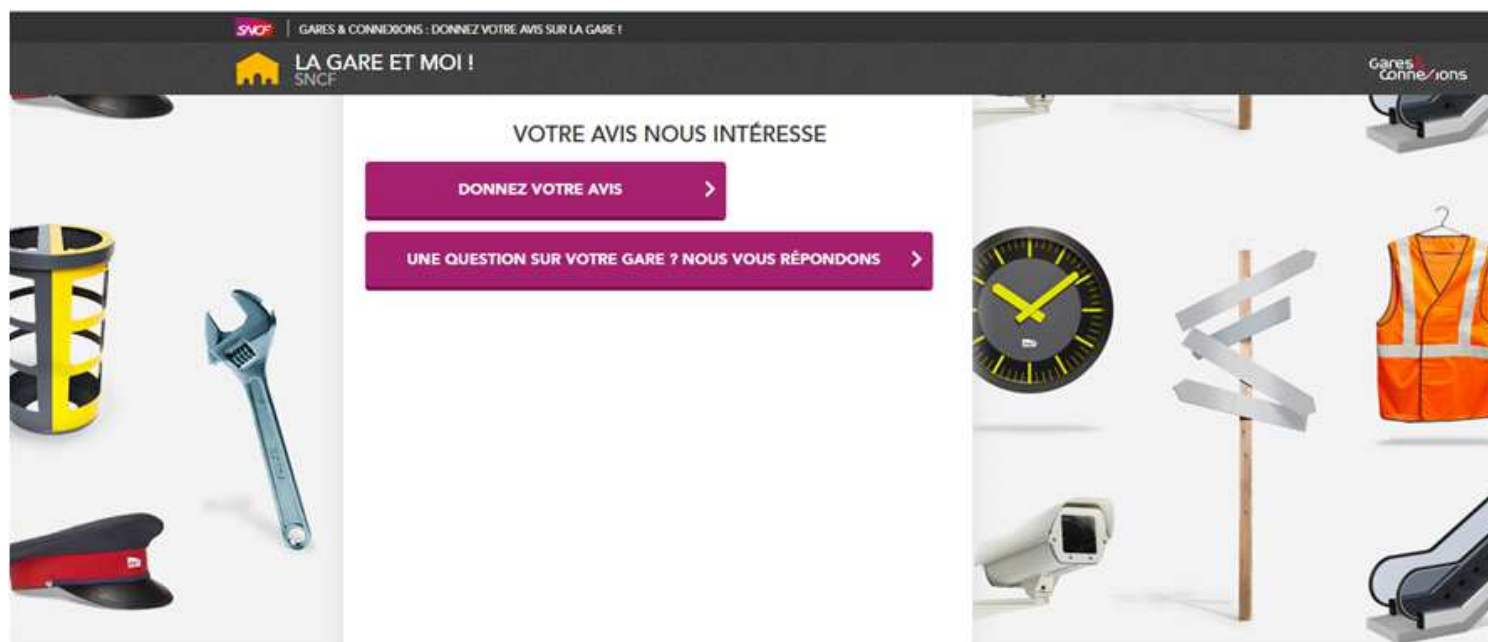 SNCF
GARES & CONNEXIONS : DONNEZ VOTRE AVIS SUR LA GARE !
LA GARE ET MOI !
SNCF
Gares &
Connexions
VOTRE AVIS NOUS INTÉRESSE
DONNEZ VOTRE AVIS
UNE QUESTION SUR VOTRE GARE ? NOUS VOUS RÉPONDONS